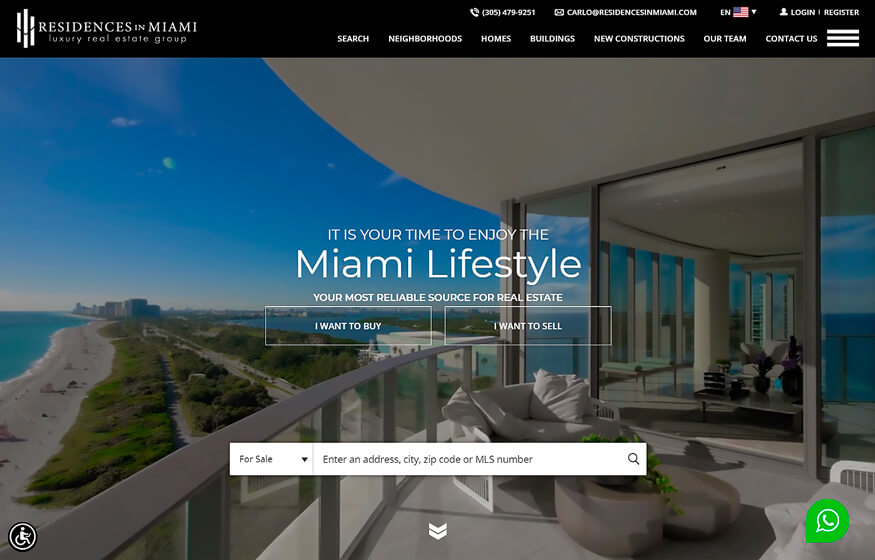 RESIDENCES IN MIAMI
luxury real estate group
(305) 479-9251
CARLO@RESIDENCESINMIAMI.COM
EN
LOGIN | REGISTER
SEARCH NEIGHBORHOODS HOMES BUILDINGS NEW CONSTRUCTIONS OUR TEAM CONTACT US
IT IS YOUR TIME TO ENJOY THE
Miami Lifestyle
YOUR MOST RELIABLE SOURCE FOR REAL ESTATE
I WANT TO BUY
I WANT TO SELL
For Sale
Enter an address, city, zip code or MLS number